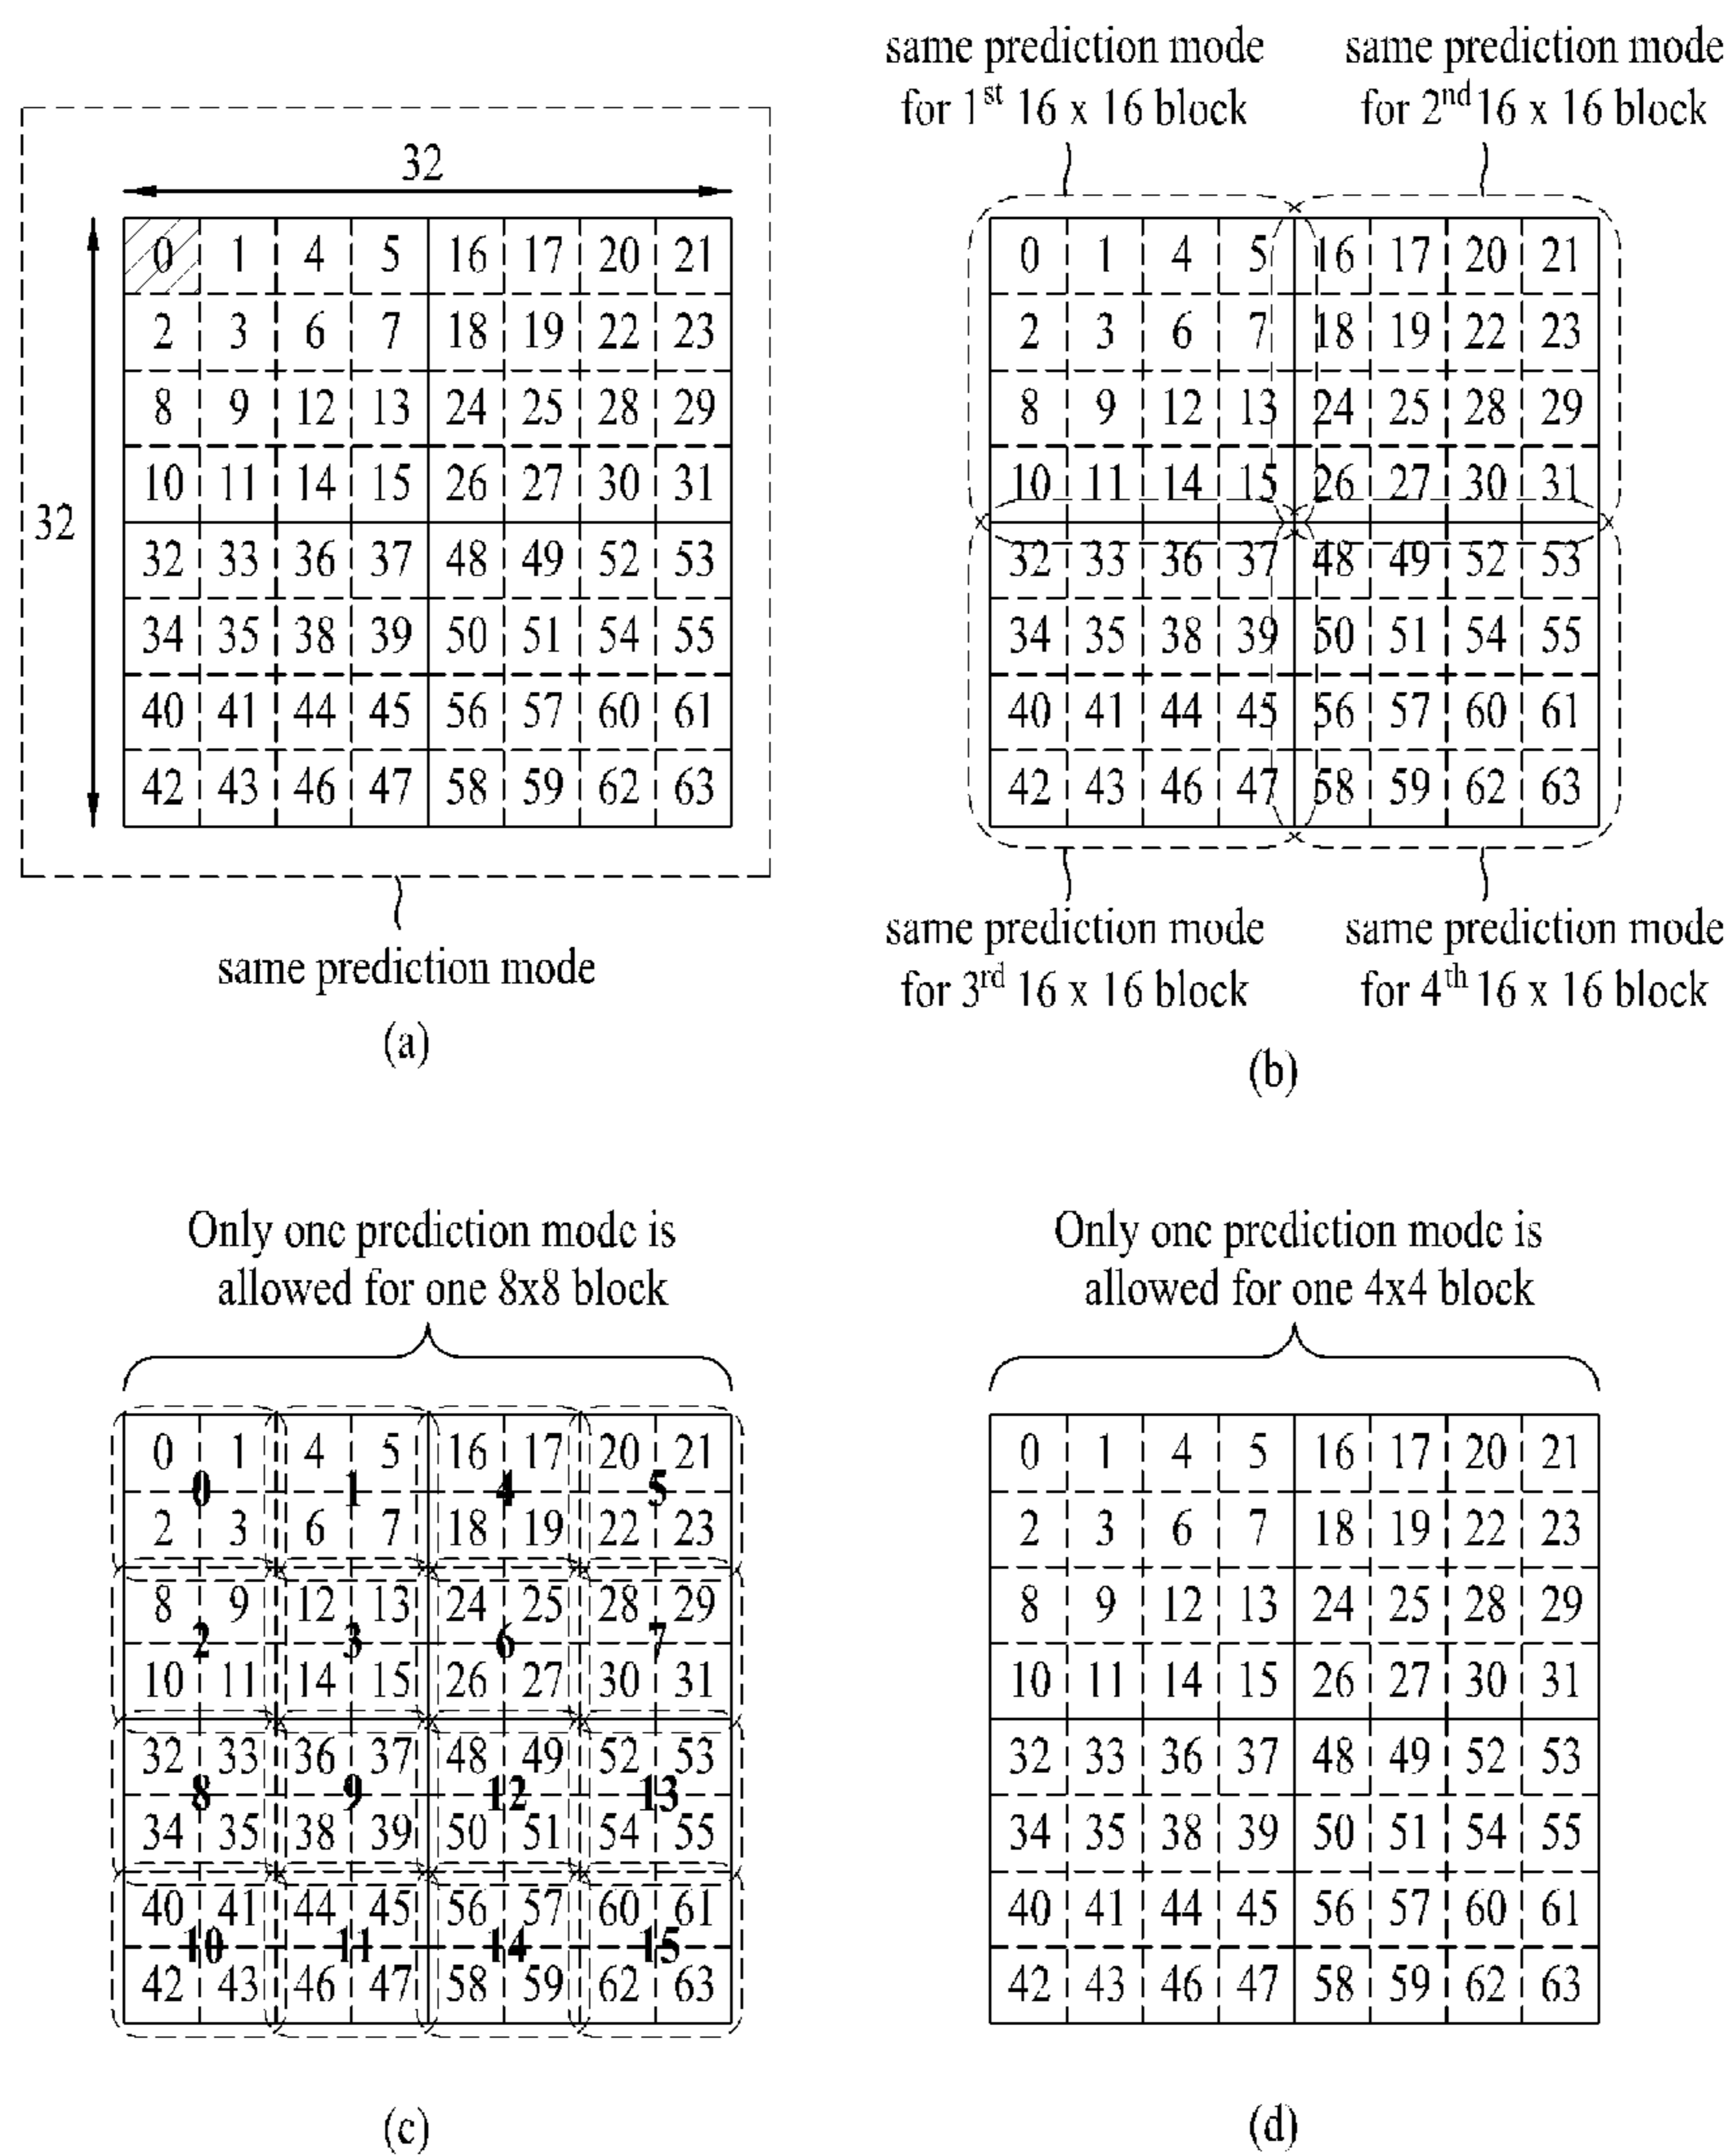 same prediction mode
for 1st 16 x 16 block
same prediction mode
for 2nd 16 x 16 block
32
32
0 1 4 5 16 17 20 21
2 3 6 7 18 19 22 23
8 9 12 13 24 25 28 29
10 11 14 15 26 27 30 31
32 33 36 37 48 49 52 53
34 35 38 39 50 51 54 55
40 41 44 45 56 57 60 61
42 43 46 47 58 59 62 63
same prediction mode
(a)
0 1 4 5 16 17 20 21
2 3 6 7 18 19 22 23
8 9 12 13 24 25 28 29
10 11 14 15 26 27 30 31
32 33 36 37 48 49 52 53
34 35 38 39 50 51 54 55
40 41 44 45 56 57 60 61
42 43 46 47 58 59 62 63
same prediction mode
for 3rd 16 x 16 block
same prediction mode
for 4th 16 x 16 block
(b)
Only one prediction mode is
allowed for one 8x8 block
0 1 4 5 16 17 20 21
0 1 4 5
2 3 6 7 18 19 22 23
8 9 12 13 24 25 28 29
2 3 6 7
10 11 14 15 26 27 30 31
32 33 36 37 48 49 52 53
8 9 12 13
34 35 38 39 50 51 54 55
40 41 44 45 56 57 60 61
10 11 14 15
42 43 46 47 58 59 62 63
(c)
Only one prediction mode is
allowed for one 4x4 block
0 1 4 5 16 17 20 21
2 3 6 7 18 19 22 23
8 9 12 13 24 25 28 29
10 11 14 15 26 27 30 31
32 33 36 37 48 49 52 53
34 35 38 39 50 51 54 55
40 41 44 45 56 57 60 61
42 43 46 47 58 59 62 63
(d)